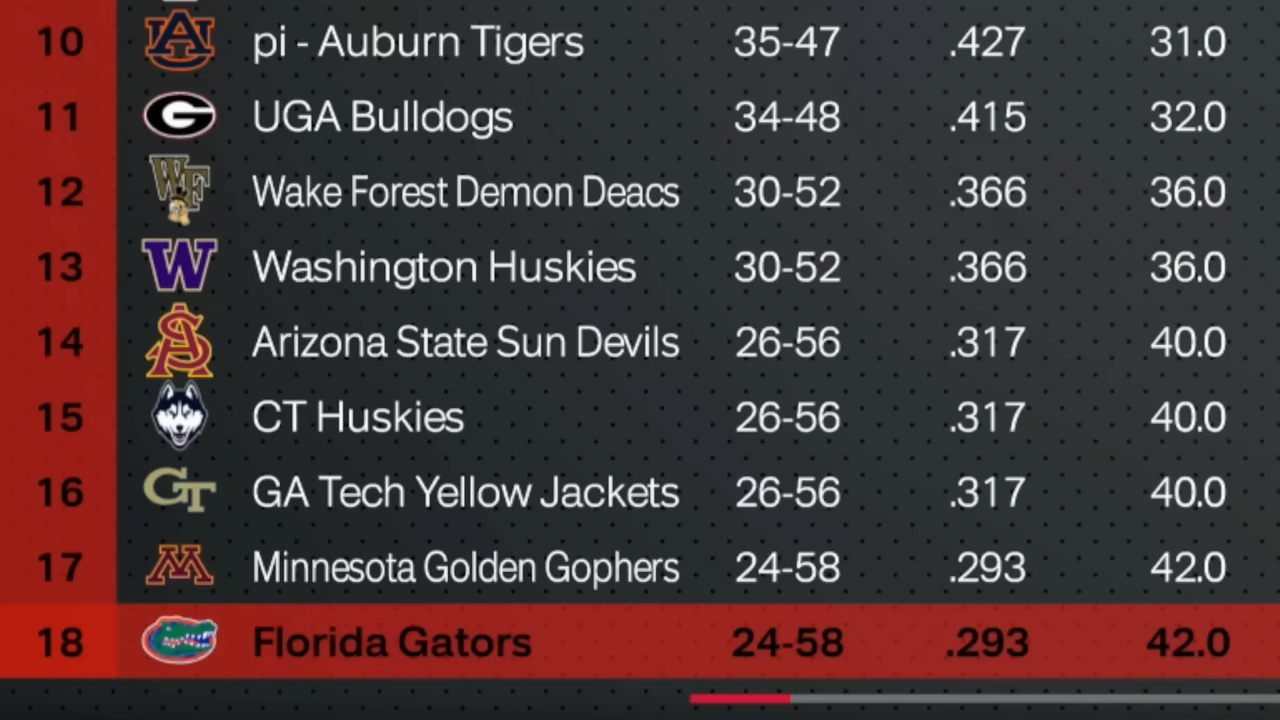 10 pi - Auburn Tigers 35-47 .427 31.0
11 G UGA Bulldogs 34-48 .415 32.0
12 WF Wake Forest Demon Deacs 30-52 .366 36.0
13 W Washington Huskies 30-52 .366 36.0
14 Arizona State Sun Devils 26-56 .317 40.0
15 CT Huskies 26-56 .317 40.0
16 GT GA Tech Yellow Jackets 26-56 .317 40.0
17 M Minnesota Golden Gophers 24-58 .293 42.0
18 Florida Gators 24-58 .293 42.0